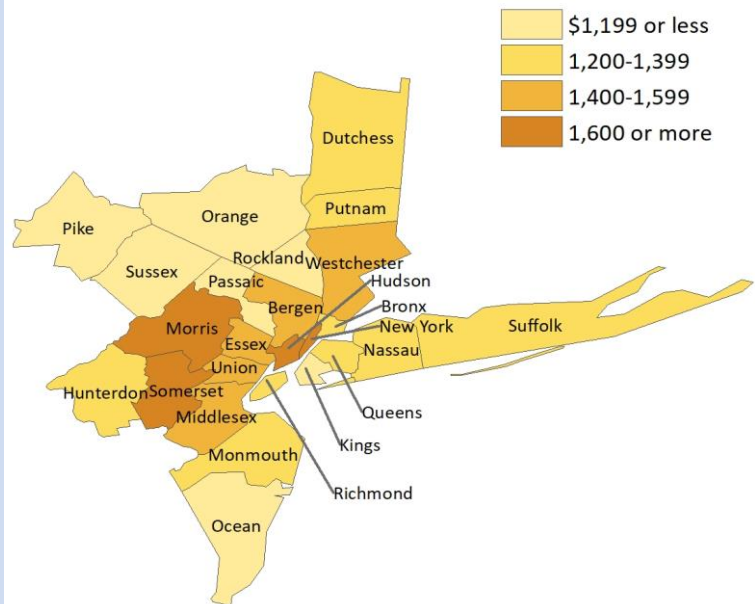 $1,199 or less
1,200-1,399
1,400-1,599
1,600 or more
Dutchess
Putnam
Orange
Pike
Rockland
Westchester
Sussex
Passaic
Hudson
Bergen
Bronx
Morris
New York
Suffolk
Essex
Nassau
Union
Hunterdon
Somerset
Queens
Middlesex
Kings
Monmouth
Richmond
Ocean